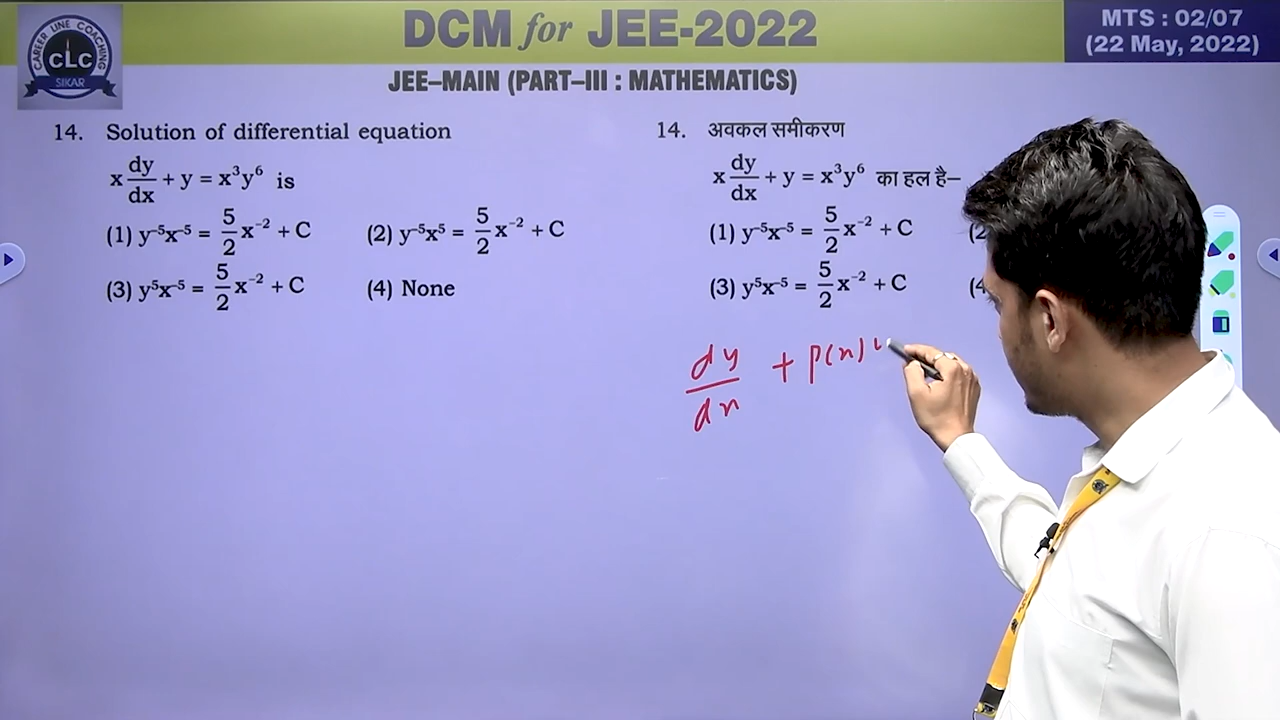 DCM for JEE-2022
MTS : 02/07
(22 May, 2022)
CAREER LINE COACHING
CLC
SIKAR
JEE–MAIN (PART–III : MATHEMATICS)
14. Solution of differential equation
x dy/dx + y = x³y⁶ is
(1) y⁻⁵x⁻⁵ = 5/2 x⁻² + C (2) y⁻⁵x⁵ = 5/2 x⁻² + C
(3) y⁵x⁻⁵ = 5/2 x⁻² + C (4) None
14. अवकल समीकरण
x dy/dx + y = x³y⁶ का हल है–
(1) y⁻⁵x⁻⁵ = 5/2 x⁻² + C (2
(3) y⁵x⁻⁵ = 5/2 x⁻² + C (4
dy/dx + P(x)